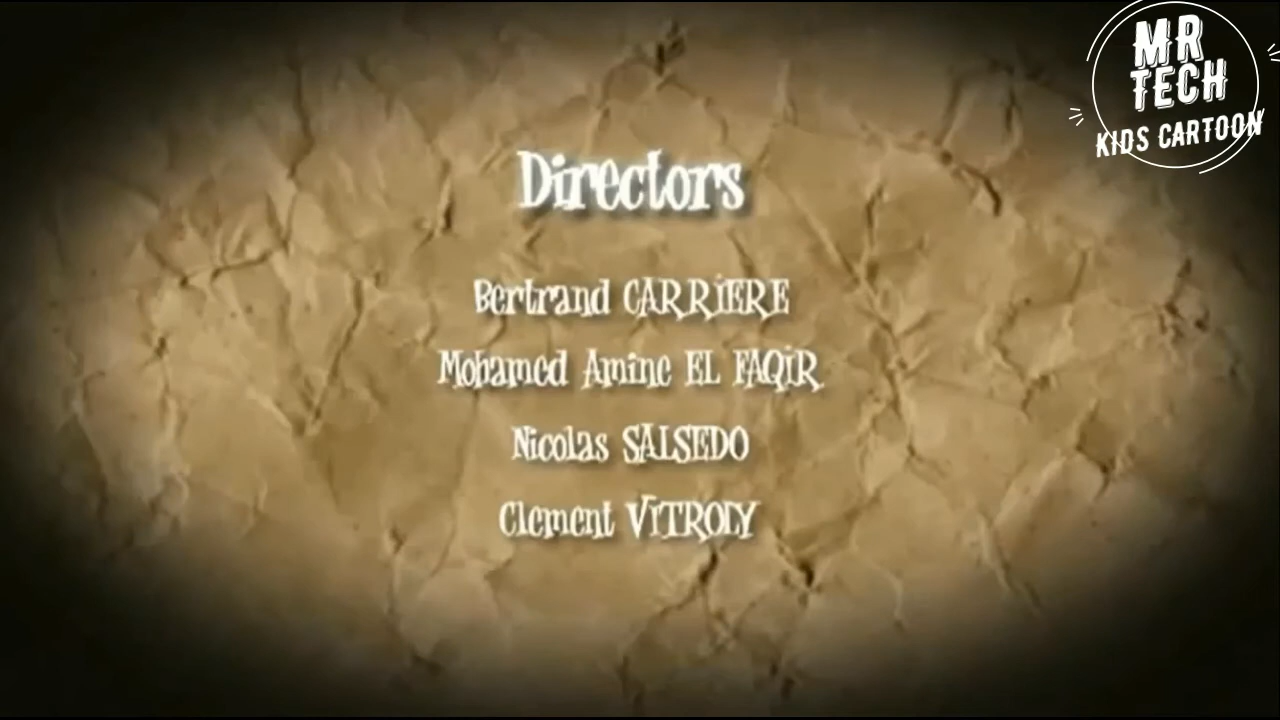 MR
TECH
KIDS CARTOON
Directors
Bertrand CARRIERE
Mohamed Amine EL FAQIR
Nicolas SALSEDO
Clement VITROLY